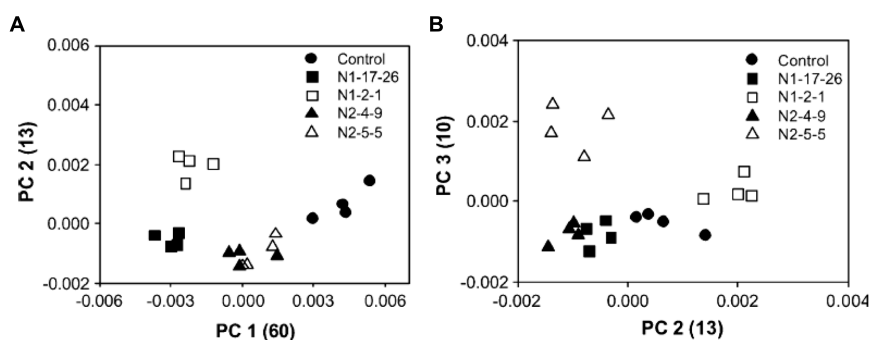 A
PC 2 (13)
0.006
0.004
0.002
0.000
-0.002
-0.006
-0.003
0.000
0.003
0.006
PC 1 (60)
Control
N1-17-26
N1-2-1
N2-4-9
N2-5-5
B
PC 3 (10)
0.004
0.002
0.000
-0.002
-0.002
0.000
0.002
0.004
PC 2 (13)
Control
N1-17-26
N1-2-1
N2-4-9
N2-5-5